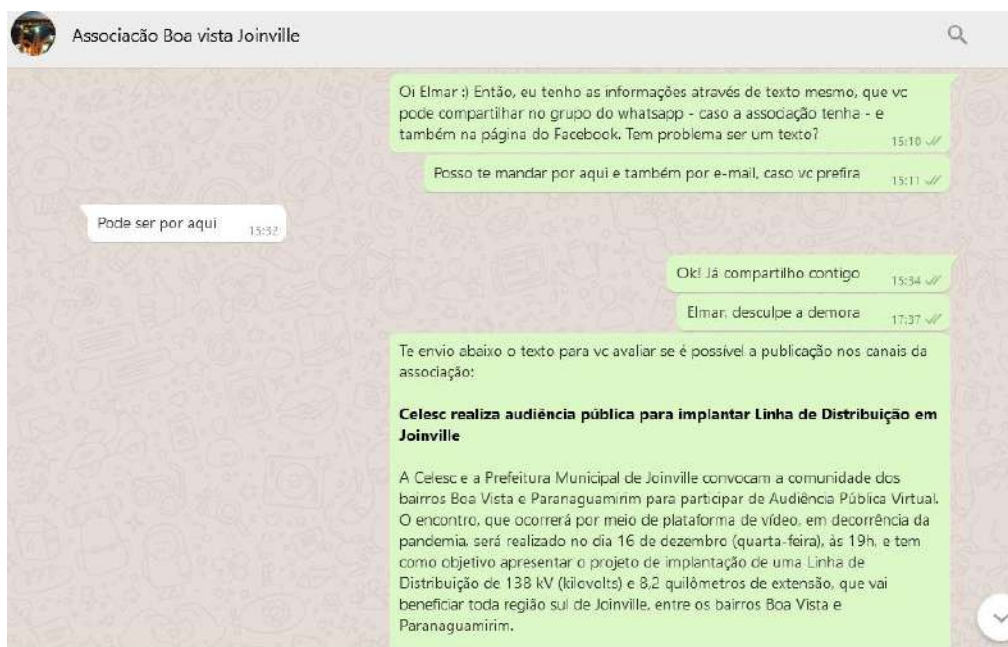 Associacão Boa vista Joinville
Oi Elmar :) Então, eu tenho as informações através de texto mesmo, que vc
pode compartilhar no grupo do whatsapp - caso a associação tenha - e
também na página do Facebook. Tem problema ser um texto?
15:10
Posso te mandar por aqui e também por e-mail, caso vc prefira
15:11
Pode ser por aqui
15:32
Ok! Já compartilho contigo
15:34
Elmar, desculpe a demora
17:37
Te envio abaixo o texto para vc avaliar se é possível a publicação nos canais da
associação:
Celesc realiza audiência pública para implantar Linha de Distribuição em
Joinville
A Celesc e a Prefeitura Municipal de Joinville convocam a comunidade dos
bairros Boa Vista e Paranaguamirim para participar de Audiência Pública Virtual.
O encontro, que ocorrerá por meio de plataforma de vídeo, em decorrência da
pandemia, será realizado no dia 16 de dezembro (quarta-feira), às 19h, e tem
como objetivo apresentar o projeto de implantação de uma Linha de
Distribuição de 138 kV (kilovolts) e 8,2 quilômetros de extensão, que vai
beneficiar toda região sul de Joinville, entre os bairros Boa Vista e
Paranaguamirim.